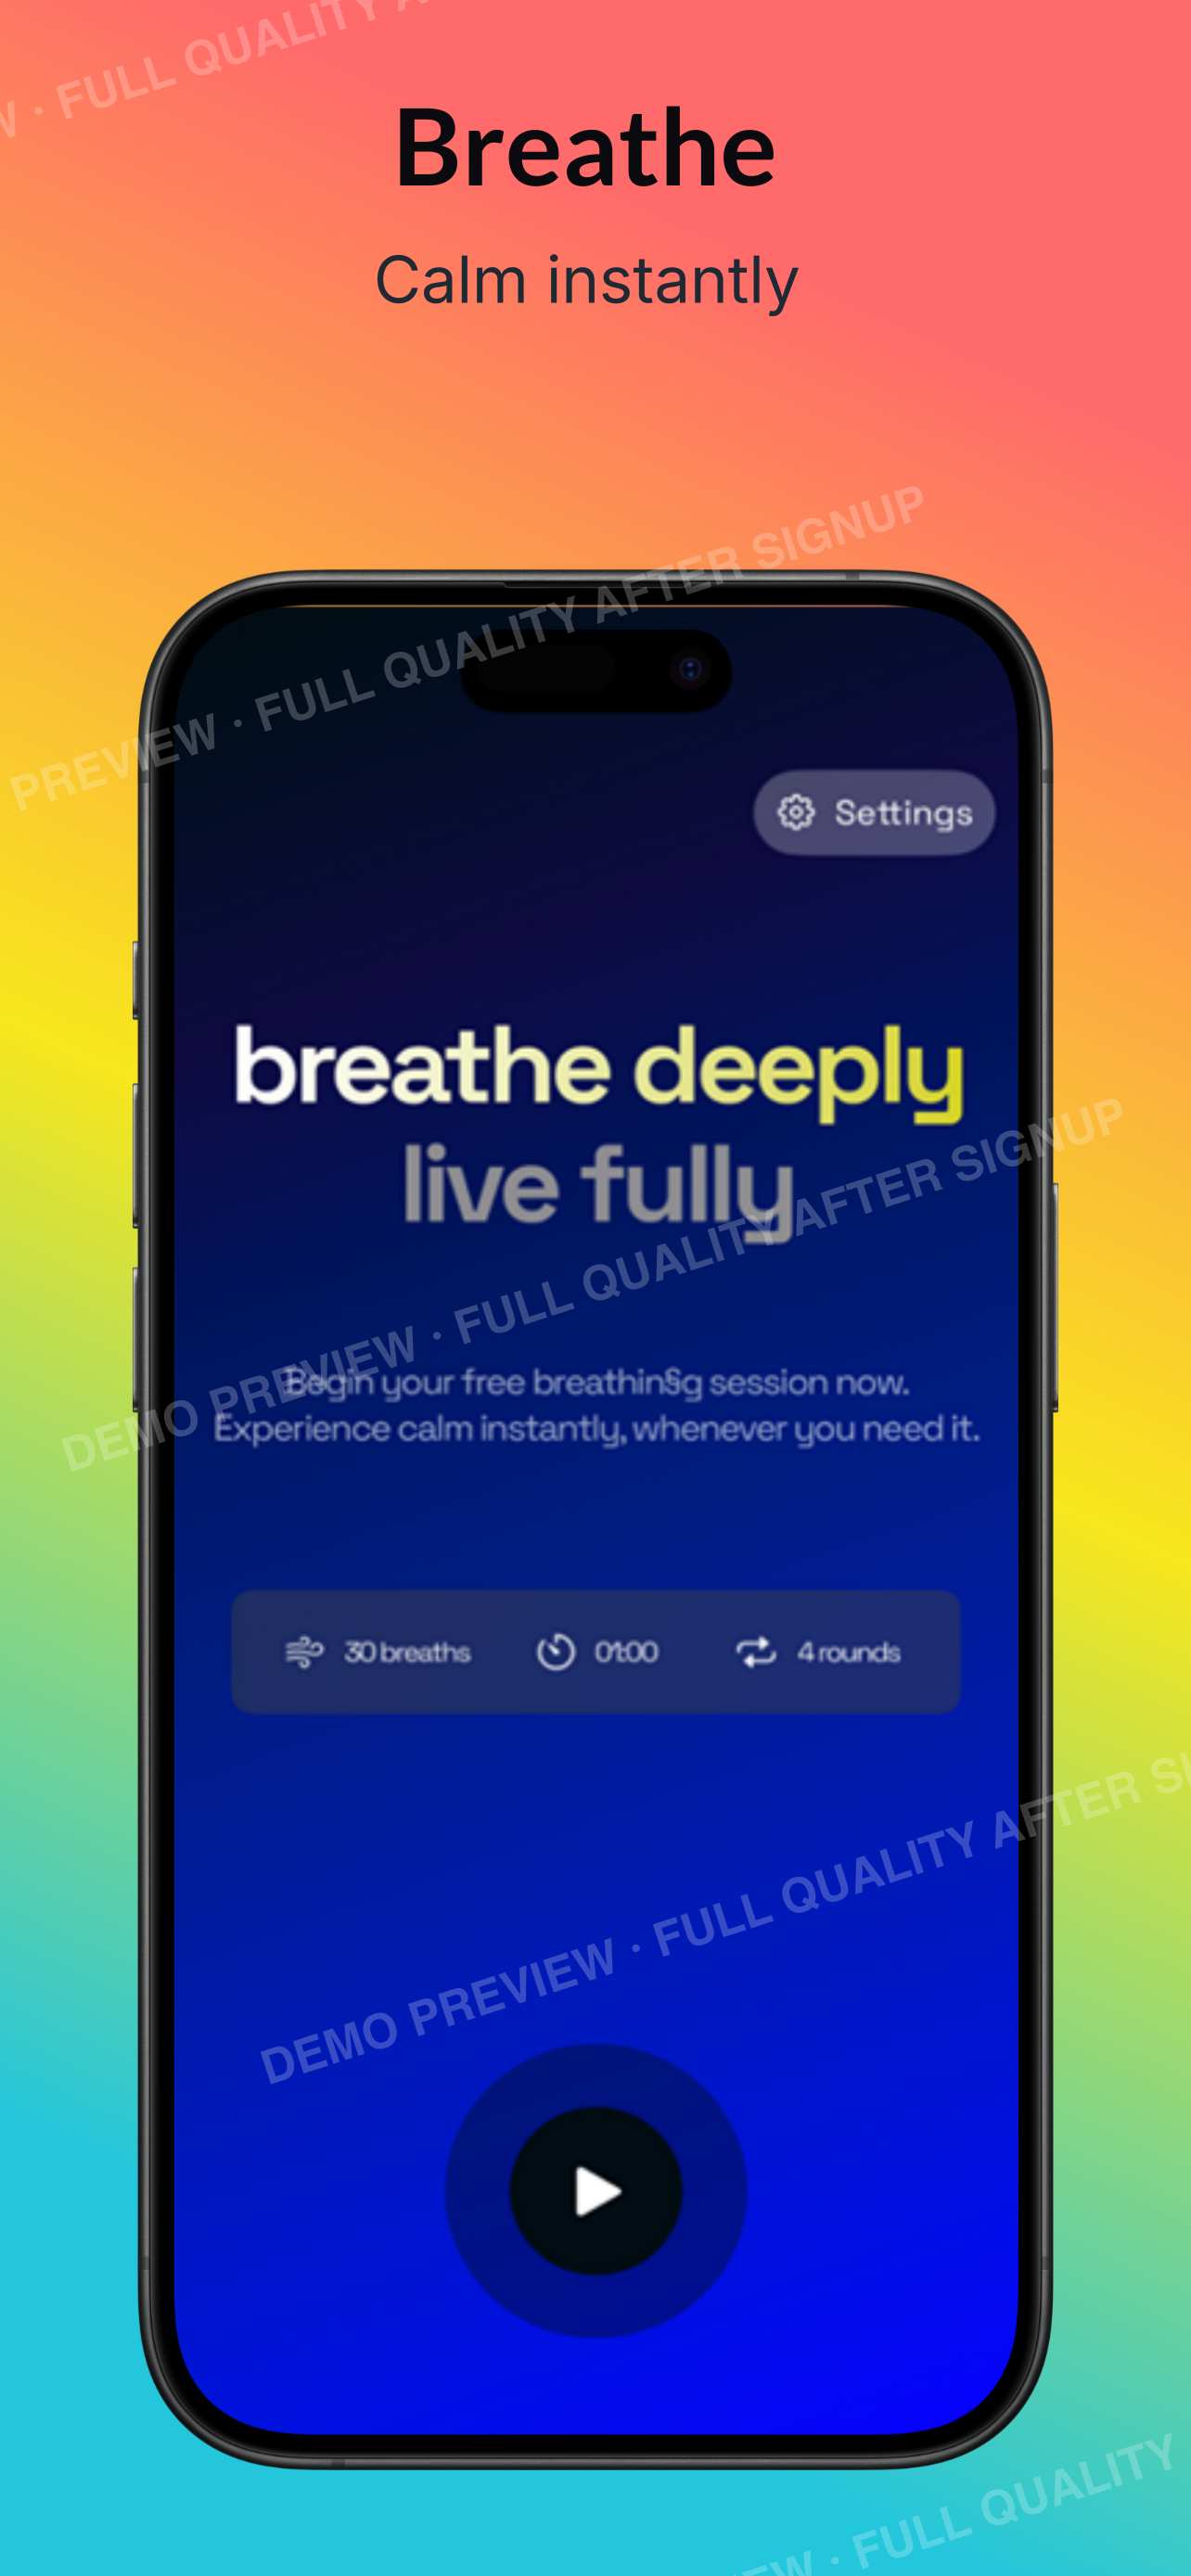 W · FULL QUALITY A
Breathe
Calm instantly
PREVIEW · FULL QUALITY AFTER SIGNUP
Settings
breathe deeply
live fully
DEMO PREVIEW · FULL QUALITY AFTER SIGNUP
Begin your free breathin§g session now.
Experience calm instantly, whenever you need it.
30 breaths 01:00 4 rounds
DEMO PREVIEW · FULL QUALITY AFTER SI
EW · FULL QUALITY